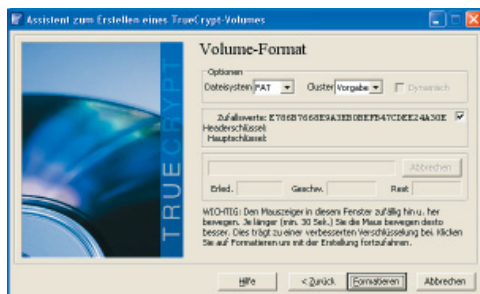 Assistent zum Erstellen eines TrueCrypt-Volumes
TRUECRYPT
Volume-Format
Optionen
Dateisystem FAT Cluster Vorgabe Dynamisch
Zufallswerte: E786B7668E9A3EB0BEFB47CDEE24A30E
Headerschlüssel:
Hauptschlüssel:
Abbrechen
Erled. Geschw. Rest
WICHTIG: Den Mauszeiger in diesem Fenster zufällig hin u. her
bewegen. Je länger (min. 30 Sek.) Sie die Maus bewegen desto
besser. Dies trägt zu einer verbesserten Verschlüsselung bei. Klicken
Sie auf Formatieren um mit der Erstellung fortzufahren.
Hilfe < Zurück Formatieren Abbrechen